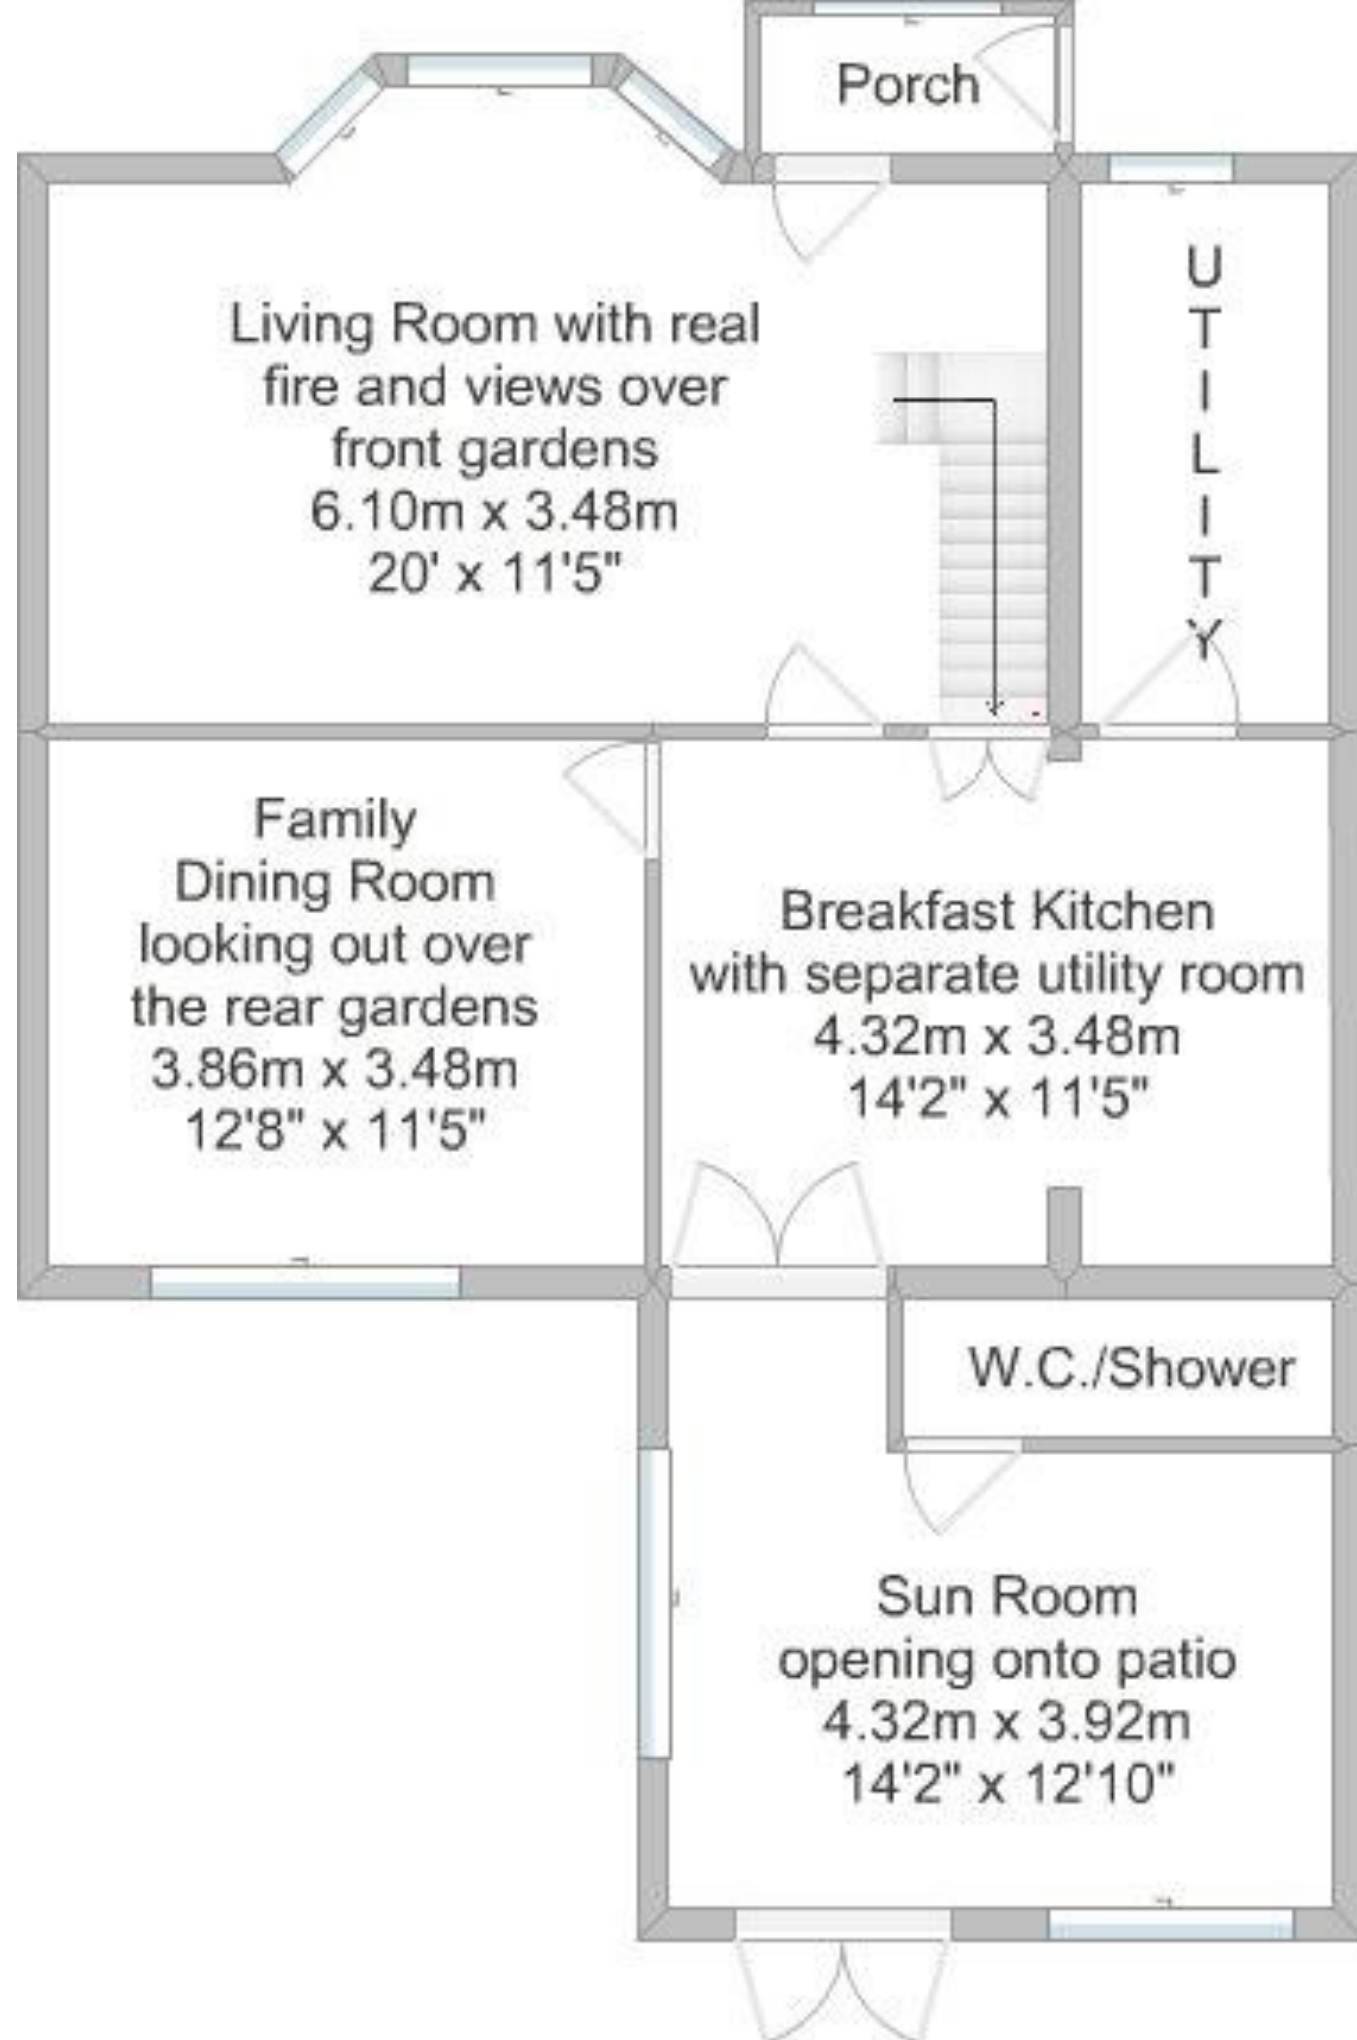 Porch
Living Room with real
fire and views over
front gardens
6.10m x 3.48m
20' x 11'5"
UTILITY
Family
Dining Room
looking out over
the rear gardens
3.86m x 3.48m
12'8" x 11'5"
Breakfast Kitchen
with separate utility room
4.32m x 3.48m
14'2" x 11'5"
W.C./Shower
Sun Room
opening onto patio
4.32m x 3.92m
14'2" x 12'10"